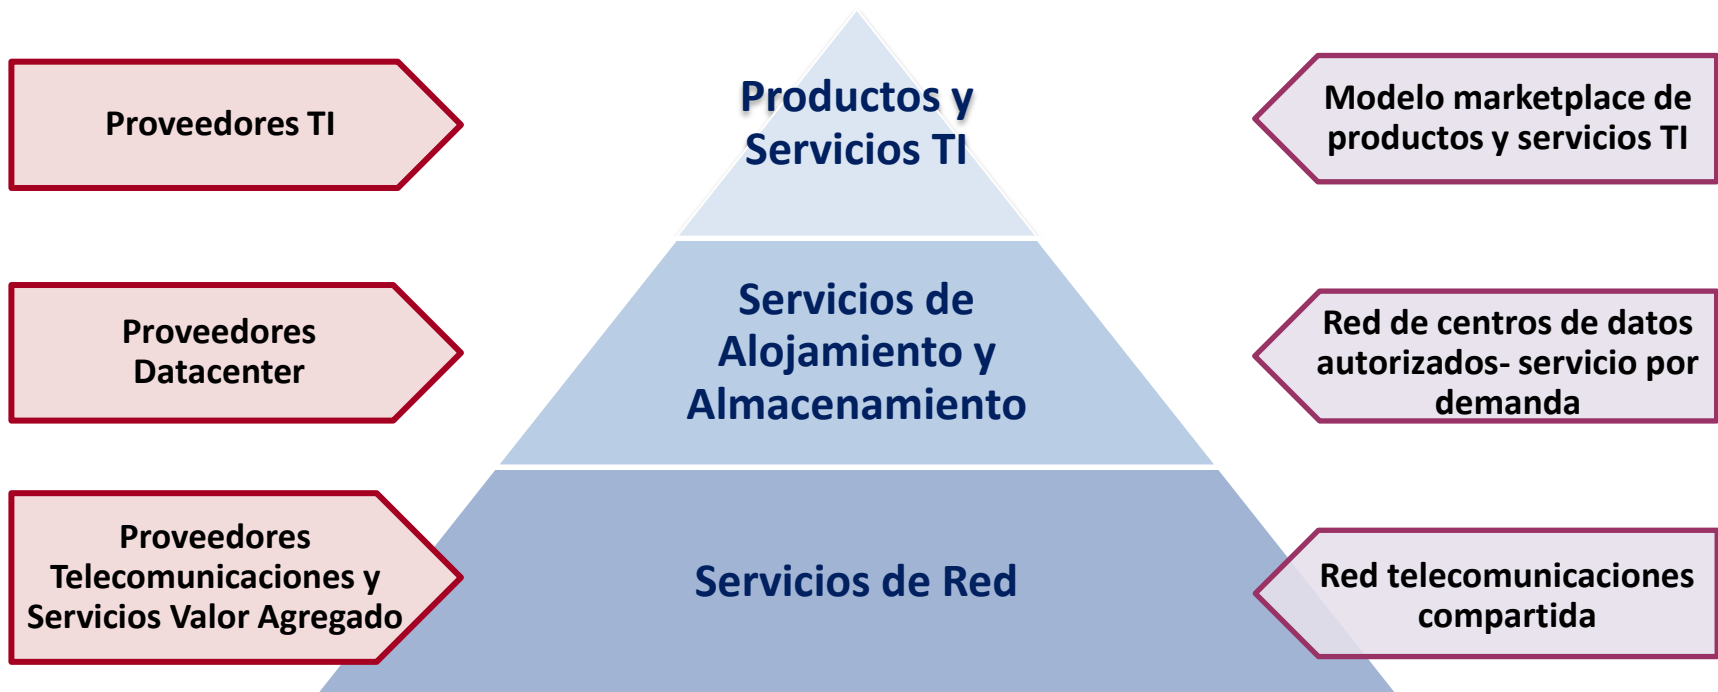 Proveedores TI
Productos y
Servicios TI
Modelo marketplace de
productos y servicios TI
Proveedores
Datacenter
Servicios de
Alojamiento y
Almacenamiento
Red de centros de datos
autorizados- servicio por
demanda
Proveedores
Telecomunicaciones y
Servicios Valor Agregado
Servicios de Red
Red telecomunicaciones
compartida